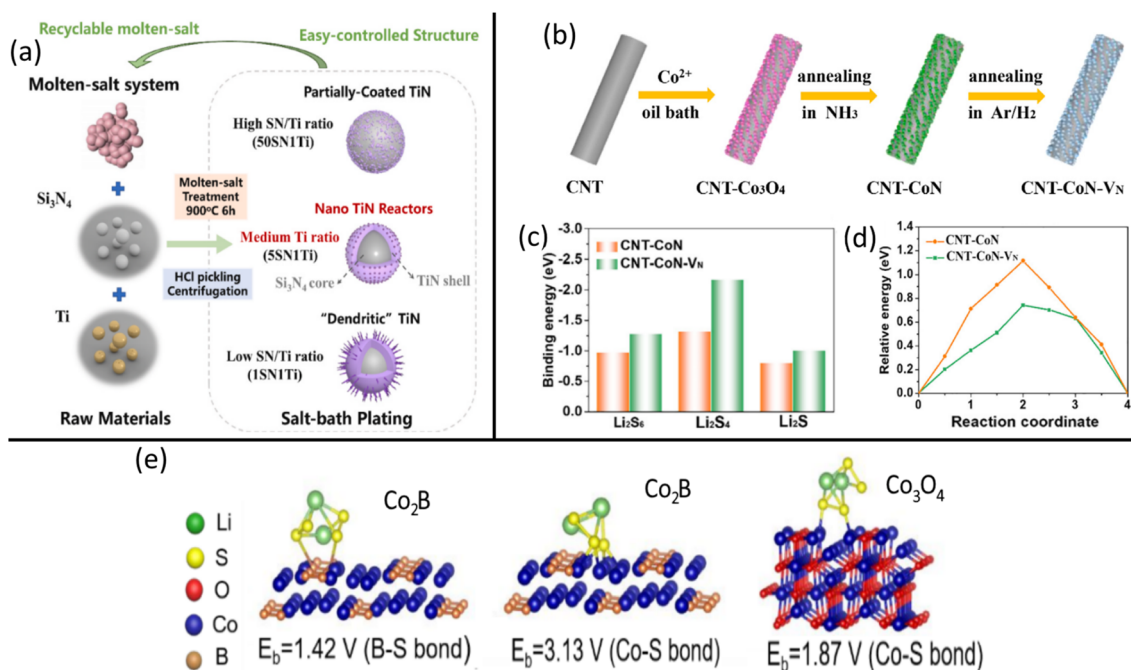 (a)
Recyclable molten-salt
Easy-controlled Structure
Molten-salt system
Si₃N₄
Ti
Raw Materials
Molten-salt
Treatment
900°C 6h
HCl pickling
Centrifugation
Partially-Coated TiN
High SN/Ti ratio
(50SN1Ti)
Nano TiN Reactors
Medium Ti ratio
(5SN1Ti)
Si₃N₄ core
TiN shell
"Dendritic" TiN
Low SN/Ti ratio
(1SN1Ti)
Salt-bath Plating
(b)
Co²⁺
oil bath
annealing
in NH₃
annealing
in Ar/H₂
CNT
CNT-Co₃O₄
CNT-CoN
CNT-CoN-VN
(c)
CNT-CoN
CNT-CoN-VN
Binding energy (eV)
-3.0
-2.5
-2.0
-1.5
-1.0
-0.5
0.0
Li₂S₆
Li₂S₄
Li₂S
(d)
CNT-CoN
CNT-CoN-VN
Relative energy (eV)
1.4
1.2
1.0
0.8
0.6
0.4
0.2
0.0
0 1 2 3 4
Reaction coordinate
(e)
Li
S
O
Co
B
Co₂B
E_b=1.42 V (B-S bond)
Co₂B
E_b=3.13 V (Co-S bond)
Co₃O₄
E_b=1.87 V (Co-S bond)